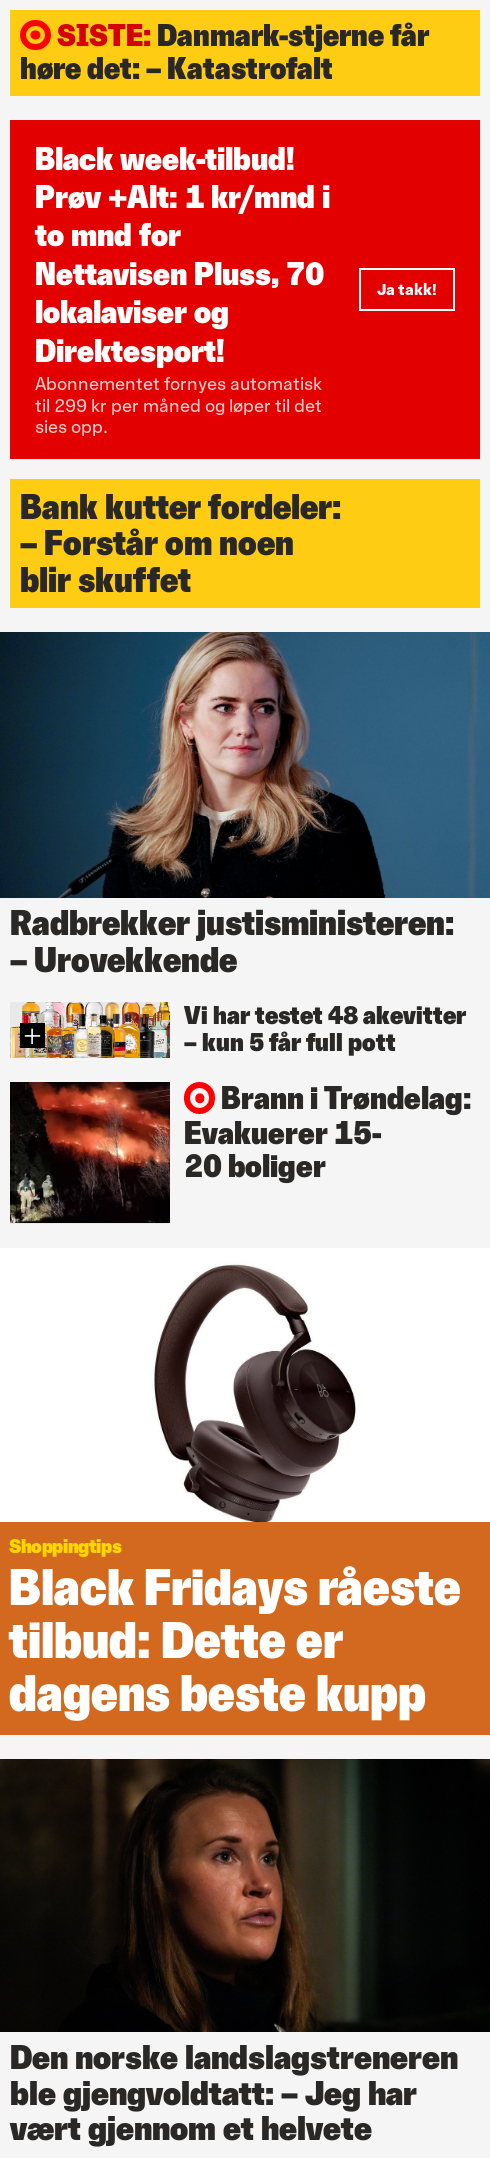 SISTE: Danmark-stjerne får
høre det: – Katastrofalt
Black week-tilbud!
Prøv +Alt: 1 kr/mnd i
to mnd for
Nettavisen Pluss, 70
lokalaviser og
Direktesport!
Abonnementet fornyes automatisk
til 299 kr per måned og løper til det
sies opp.
Ja takk!
Bank kutter fordeler:
– Forstår om noen
blir skuffet
Radbrekker justisministeren:
– Urovekkende
Vi har testet 48 akevitter
– kun 5 får full pott
Brann i Trøndelag:
Evakuerer 15-
20 boliger
Shoppingtips
Black Fridays råeste
tilbud: Dette er
dagens beste kupp
Den norske landslagstreneren
ble gjengvoldtatt: – Jeg har
vært gjennom et helvete